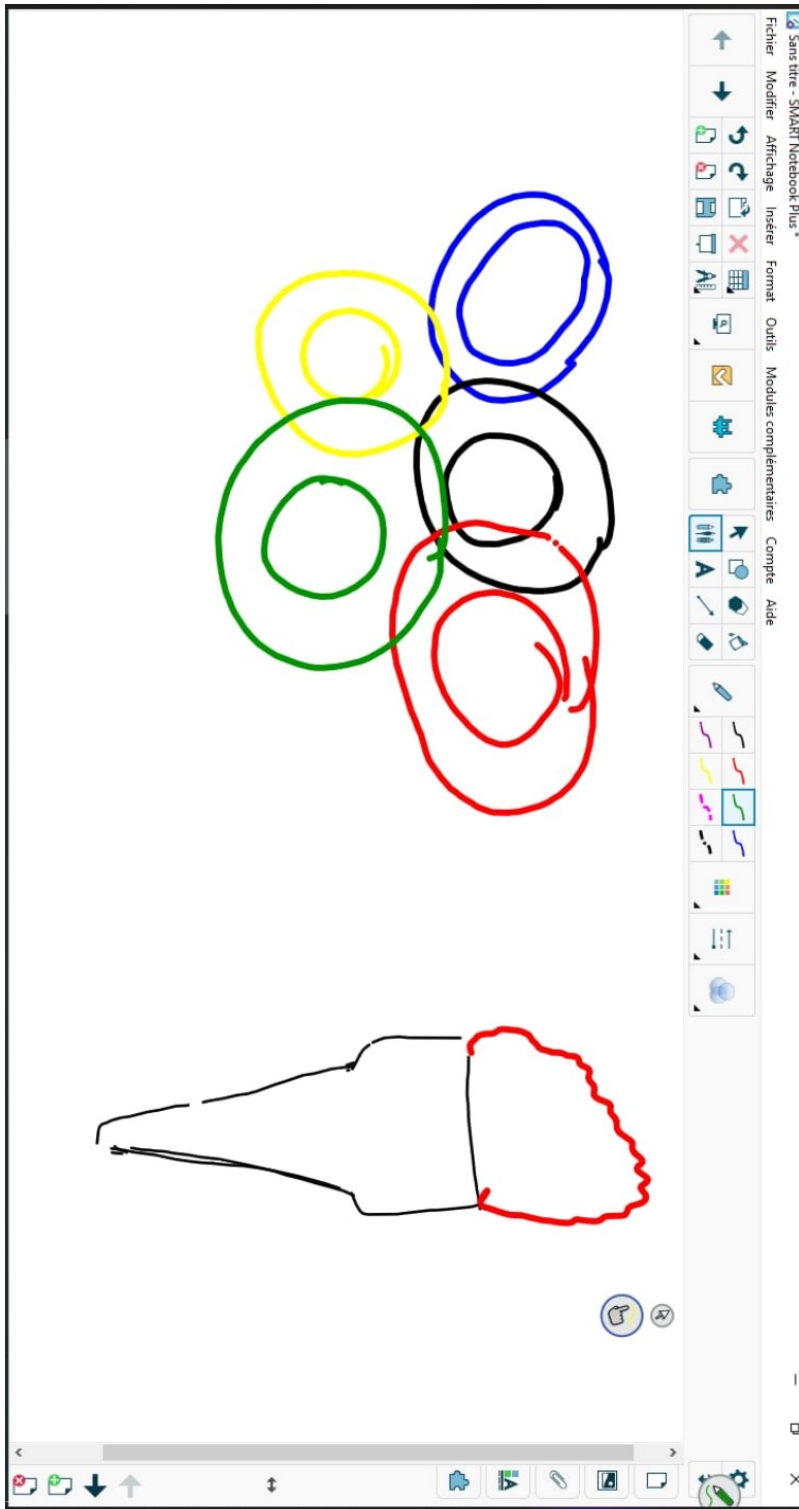 Sans titre - SMART Notebook Plus *
Fichier Modifier Affichage Insérer Format Outils Modules complémentaires Compte Aide